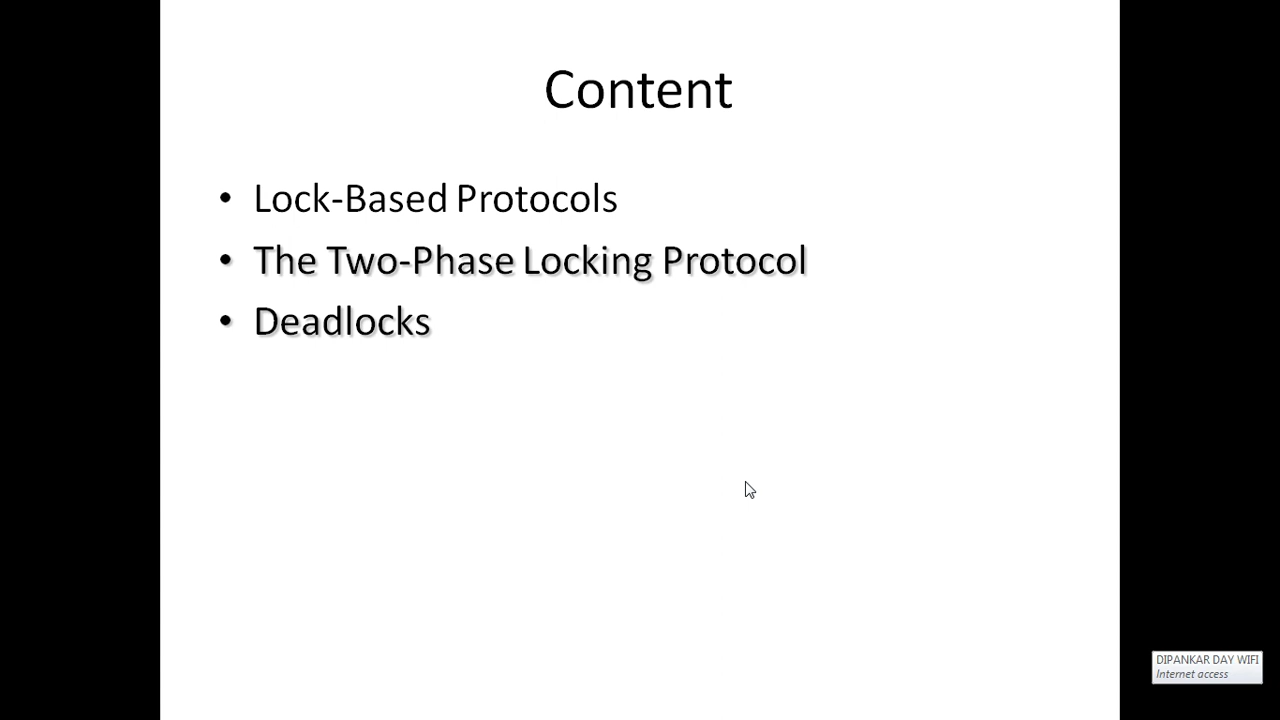 Content
• Lock-Based Protocols
• The Two-Phase Locking Protocol
• Deadlocks
DIPANKAR DAY WIFI
Internet access